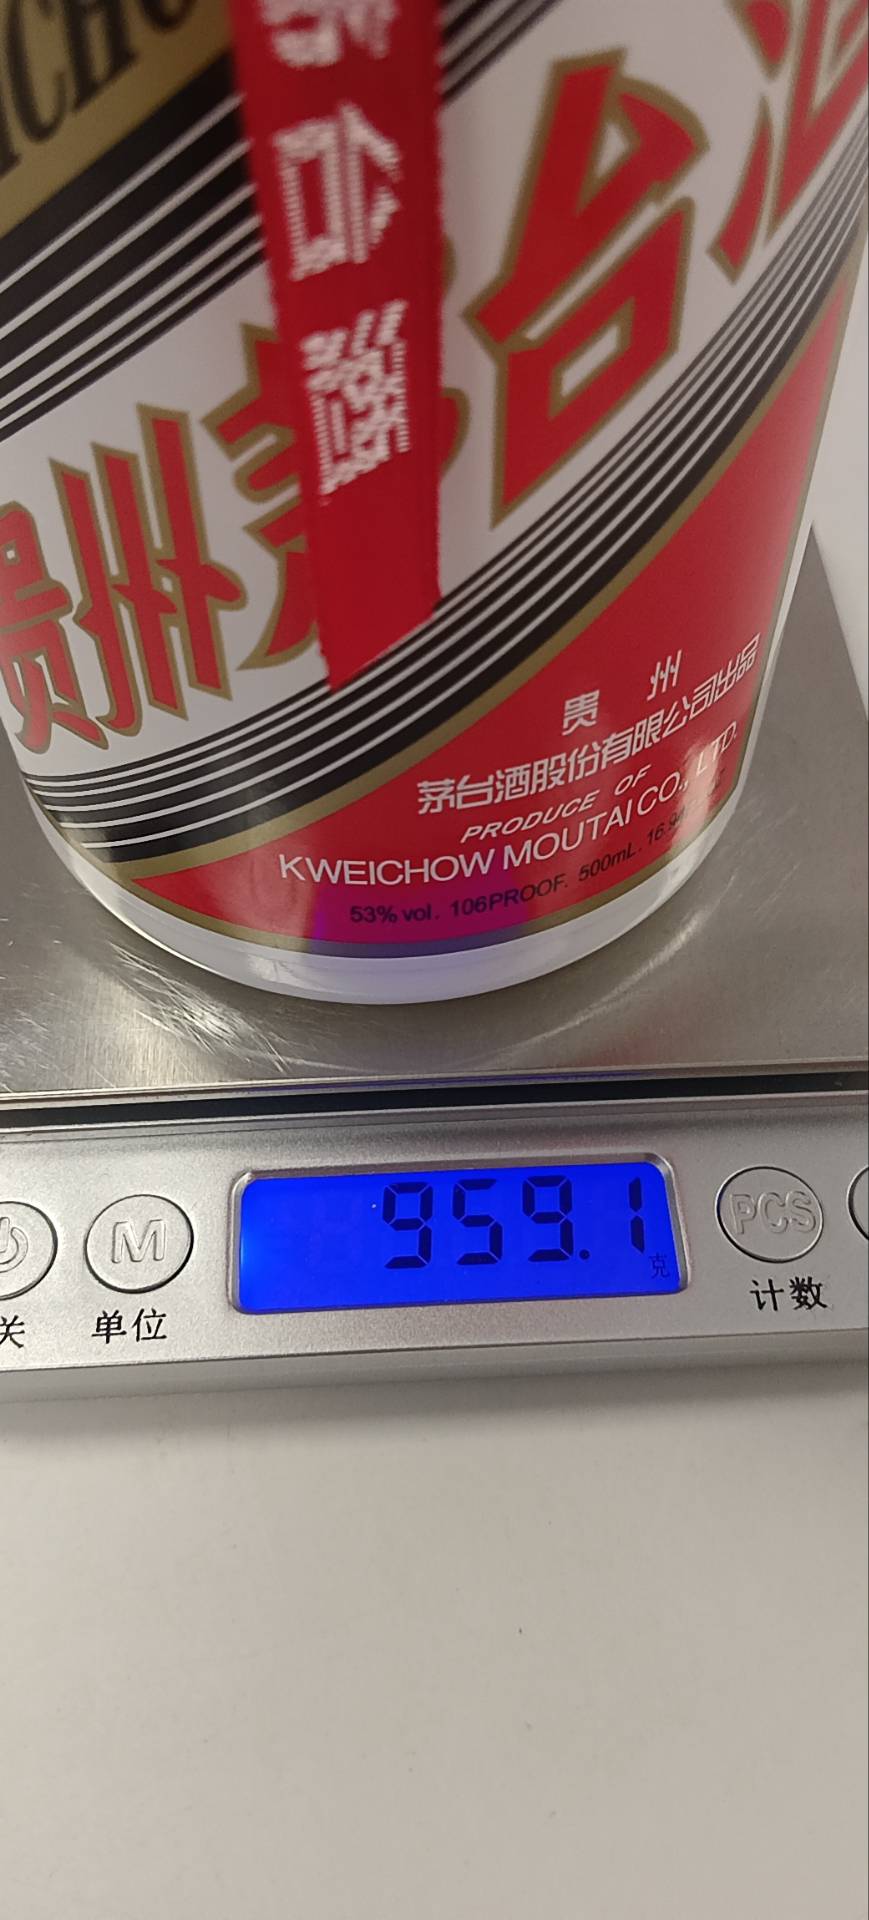 贵州茅台酒
贵 州
茅台酒股份有限公司出品
PRODUCE OF
KWEICHOW MOUTAI CO., LTD.
53% vol. 106PROOF. 500mL.
959.1
克
M
单位
PCS
计数
关